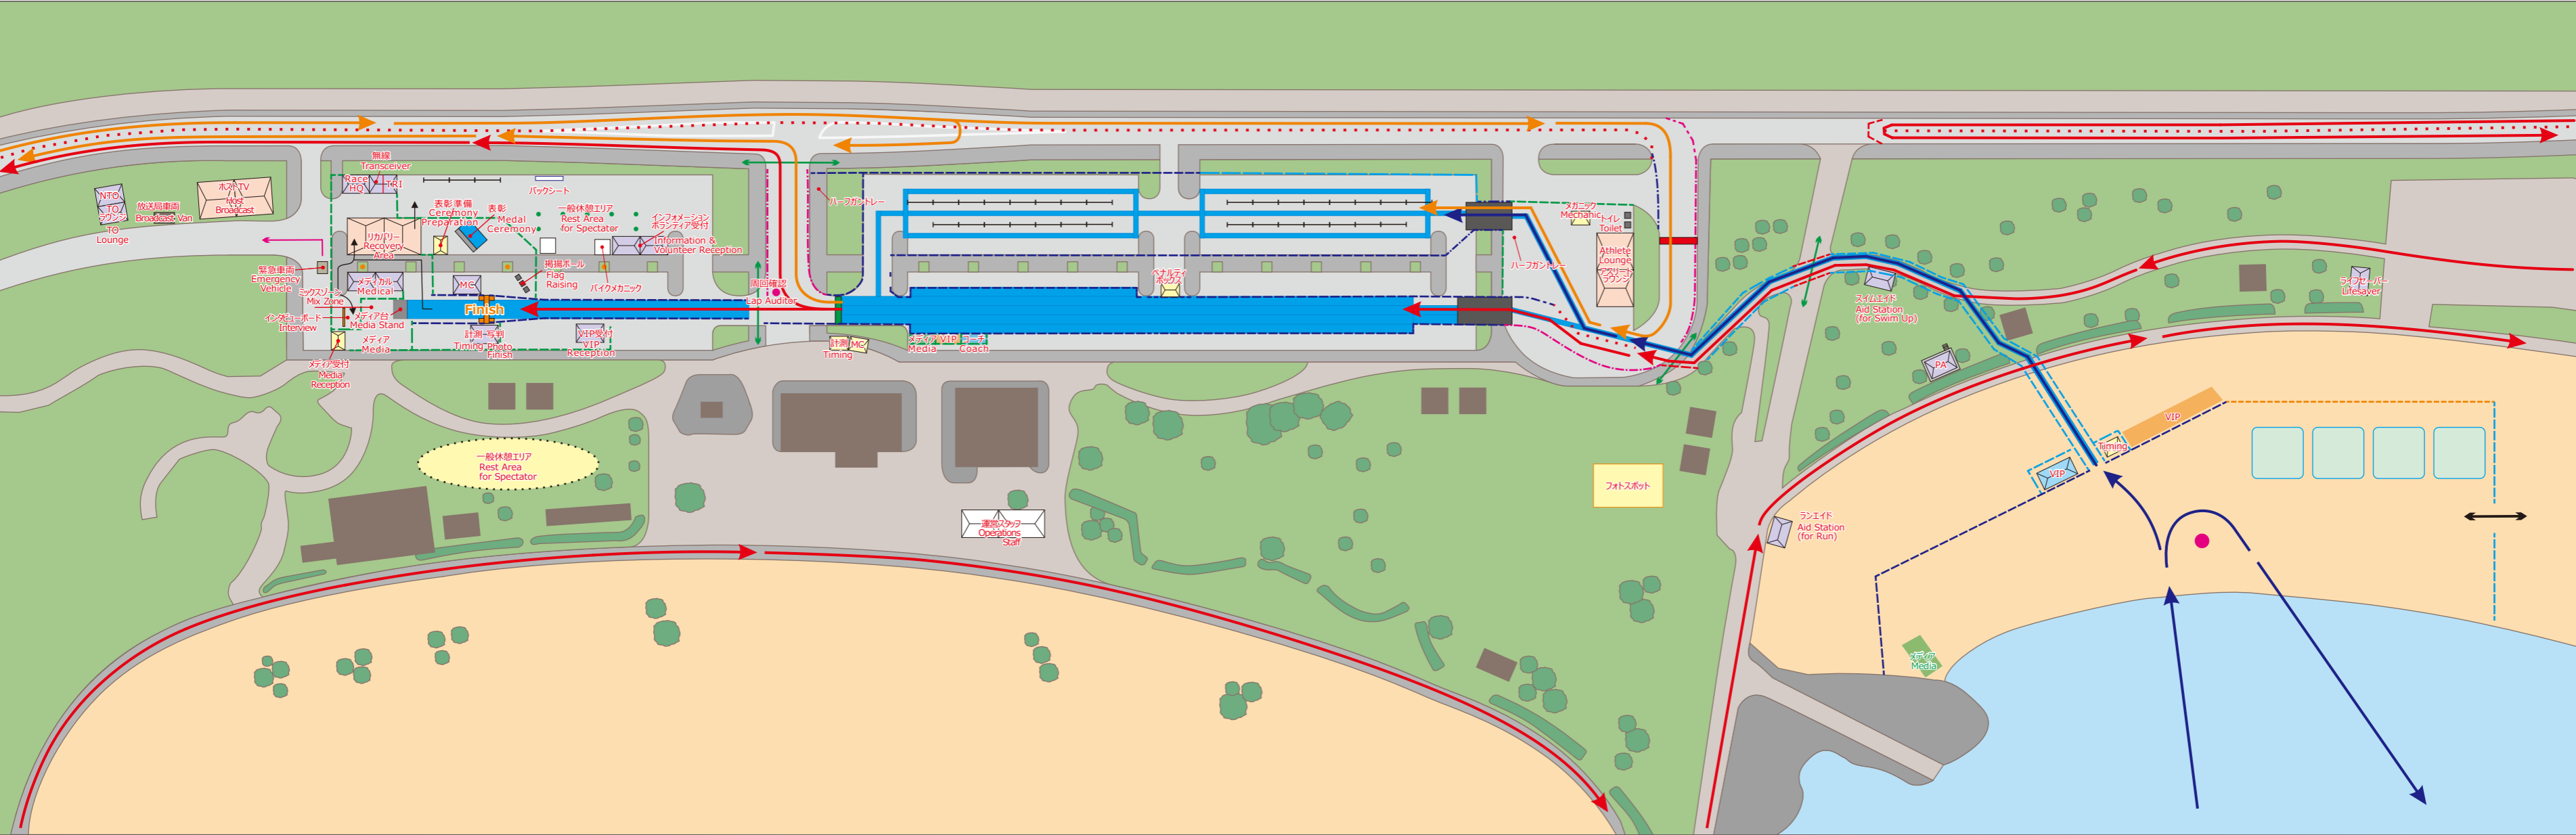 無線
Transceiver
Race
HQ
TRI
NTO
TO
ラウンジ
TO
Lounge
放送局車両
Broadcast Van
ホストTV
Host
Broadcast
バックシート
表彰準備
Ceremony
Preparation
表彰
Medal
Ceremony
一般休憩エリア
Rest Area
for Spectator
インフォメーション
ボランティア受付
Information &
Volunteer Reception
リカバリー
Recovery
Area
緊急車両
Emergency
Vehicle
ミックスゾーン
Mix Zone
メディカル
Medical
MC
掲揚ポール
Flag
Raising
バイクメカニック
周回確認
Lap Auditor
インタビューボード
Interview
メディア台
Media Stand
Finish
メディア
Media
計測・写判
Timing Photo
Finish
VIP受付
VIP
Reception
メディア受付
Media
Reception
ハーフガントレー
計測
MC
Timing
メディア
Media
VIP
コーチ
Coach
ペナルティ
ボックス
メカニック
Mechanic
トイレ
Toilet
ハーフガントレー
Athlete
Lounge
アスリート
ラウンジ
スイムエイド
Aid Station
(for Swim Up)
ライフセーバー
Lifesaver
PA
VIP
Timing
VIP
一般休憩エリア
Rest Area
for Spectator
運営スタッフ
Operations
Staff
フォトスポット
ランエイド
Aid Station
(for Run)
メディア
Media